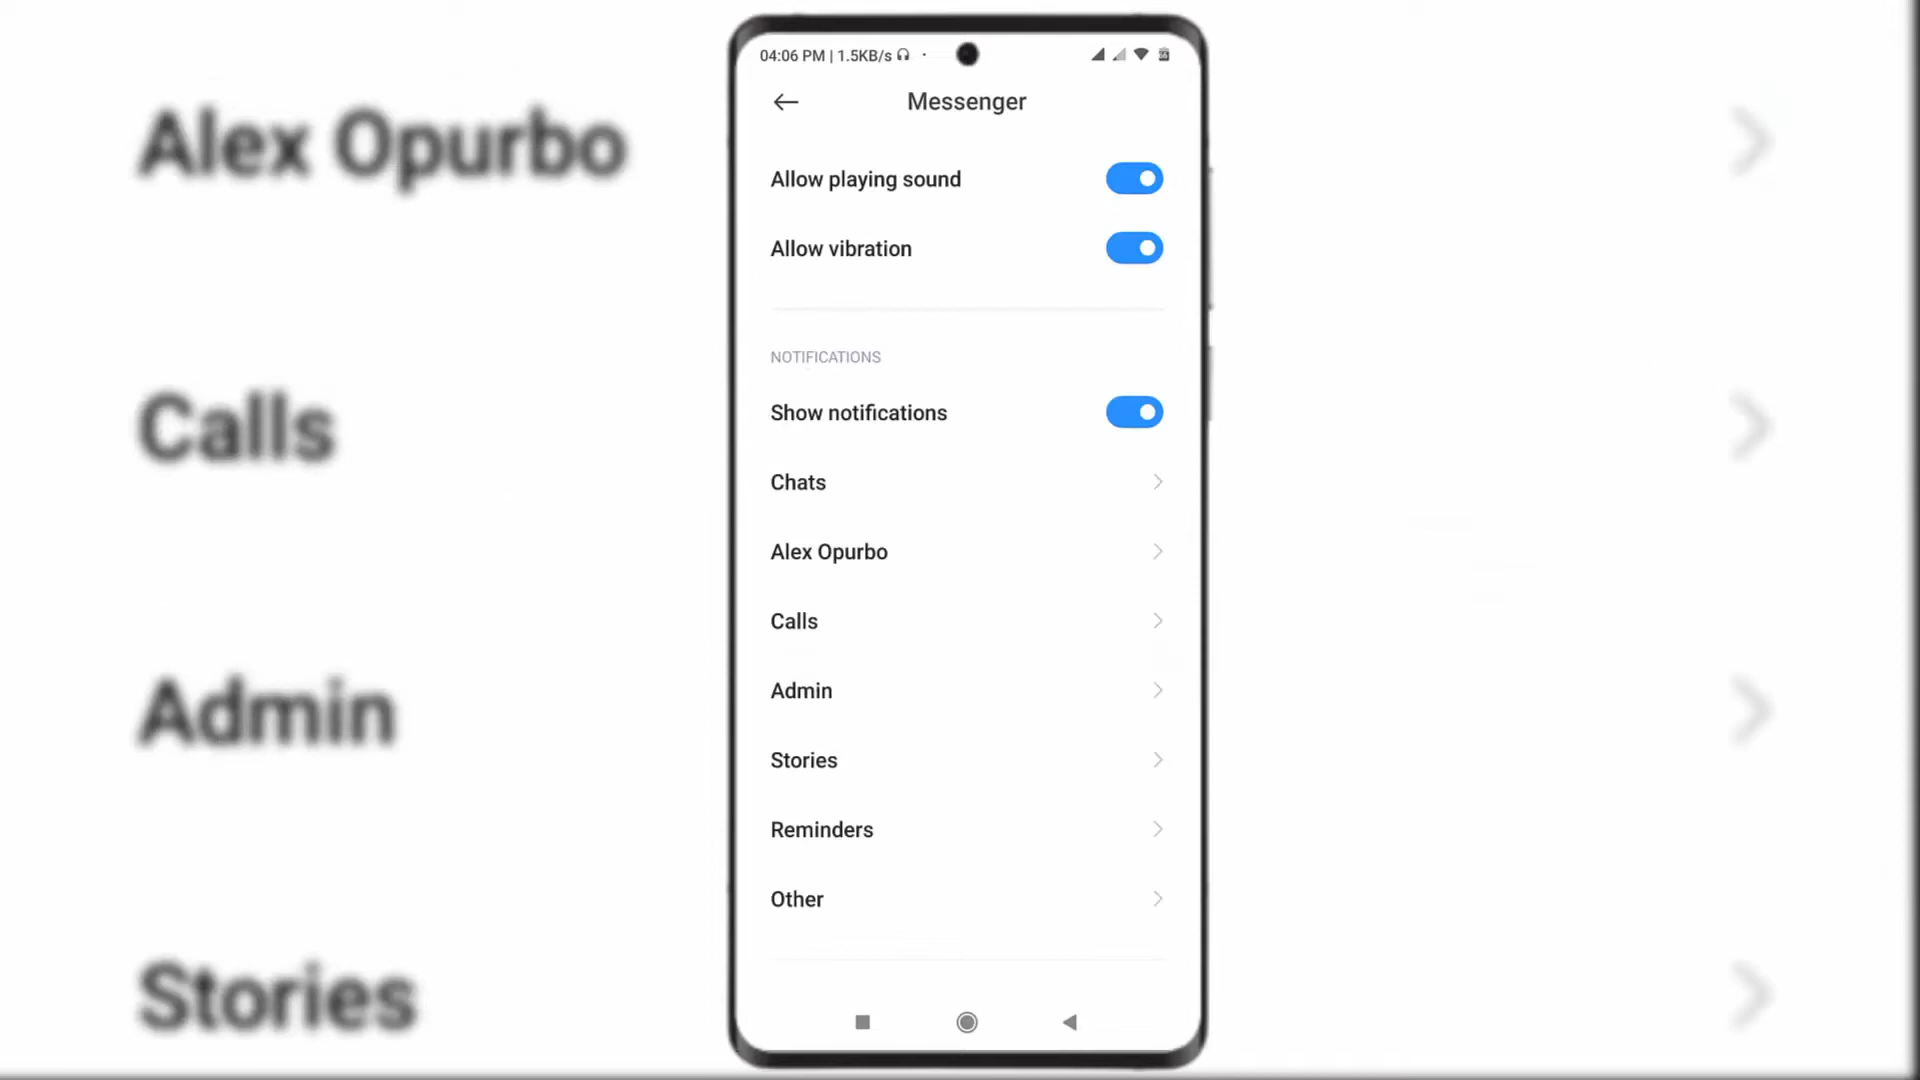 04:06 PM | 1.5KB/s
Messenger
Allow playing sound
Allow vibration
NOTIFICATIONS
Show notifications
Chats
Alex Opurbo
Calls
Admin
Stories
Reminders
Other
Alex Opurbo
Calls
Admin
Stories